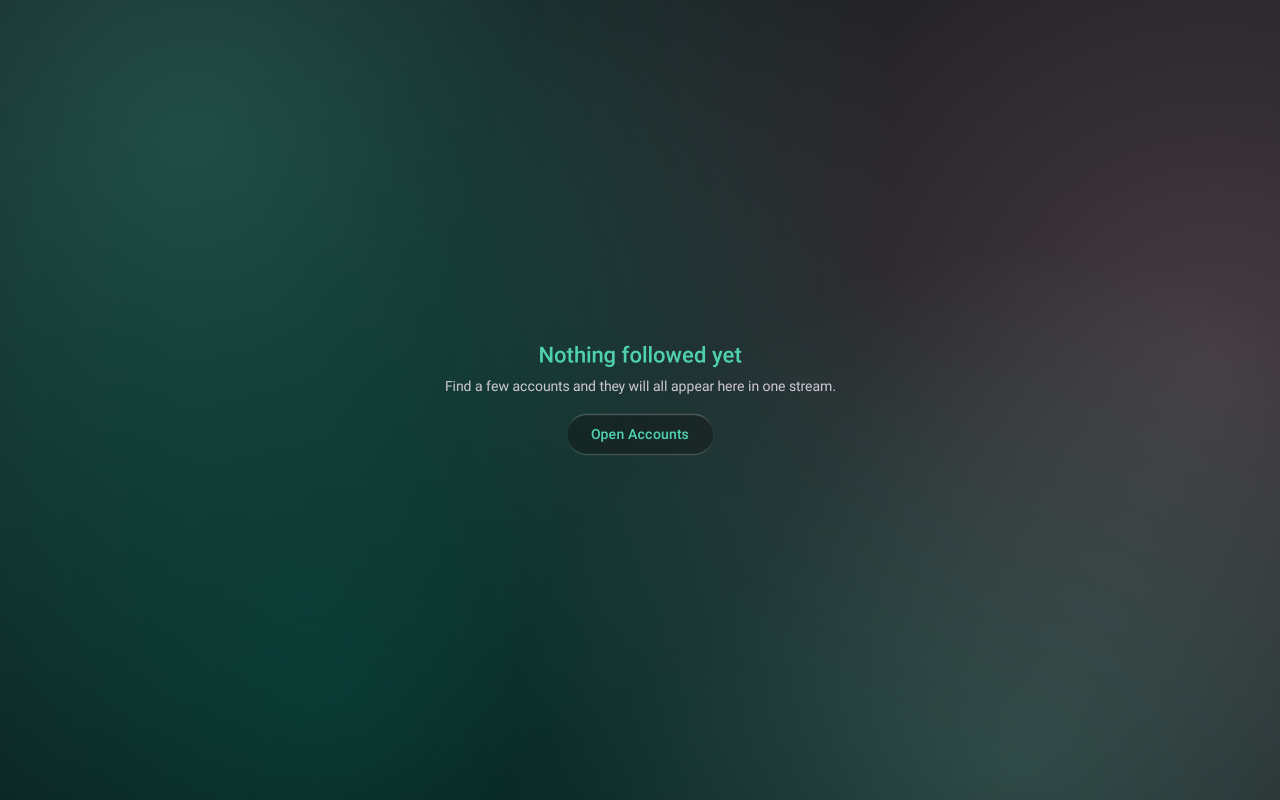 Nothing followed yet
Find a few accounts and they will all appear here in one stream.
Open Accounts